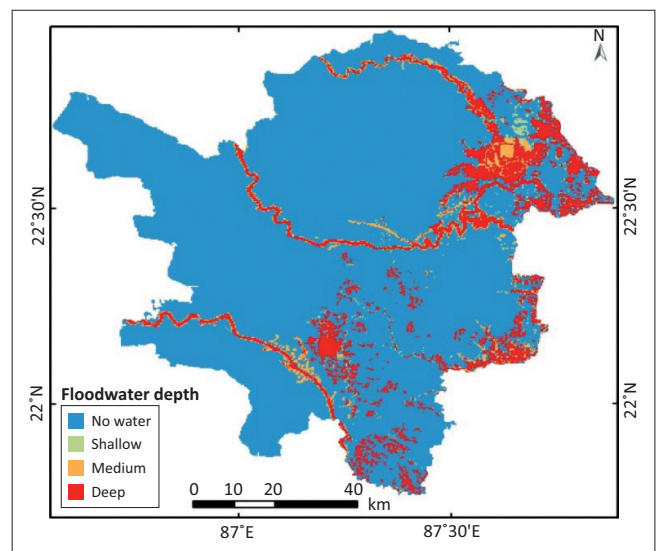 N
22°30'N
22°30'N
22°N
22°N
Floodwater depth
No water
Shallow
Medium
Deep
0 10 20 40
km
87°E
87°30'E